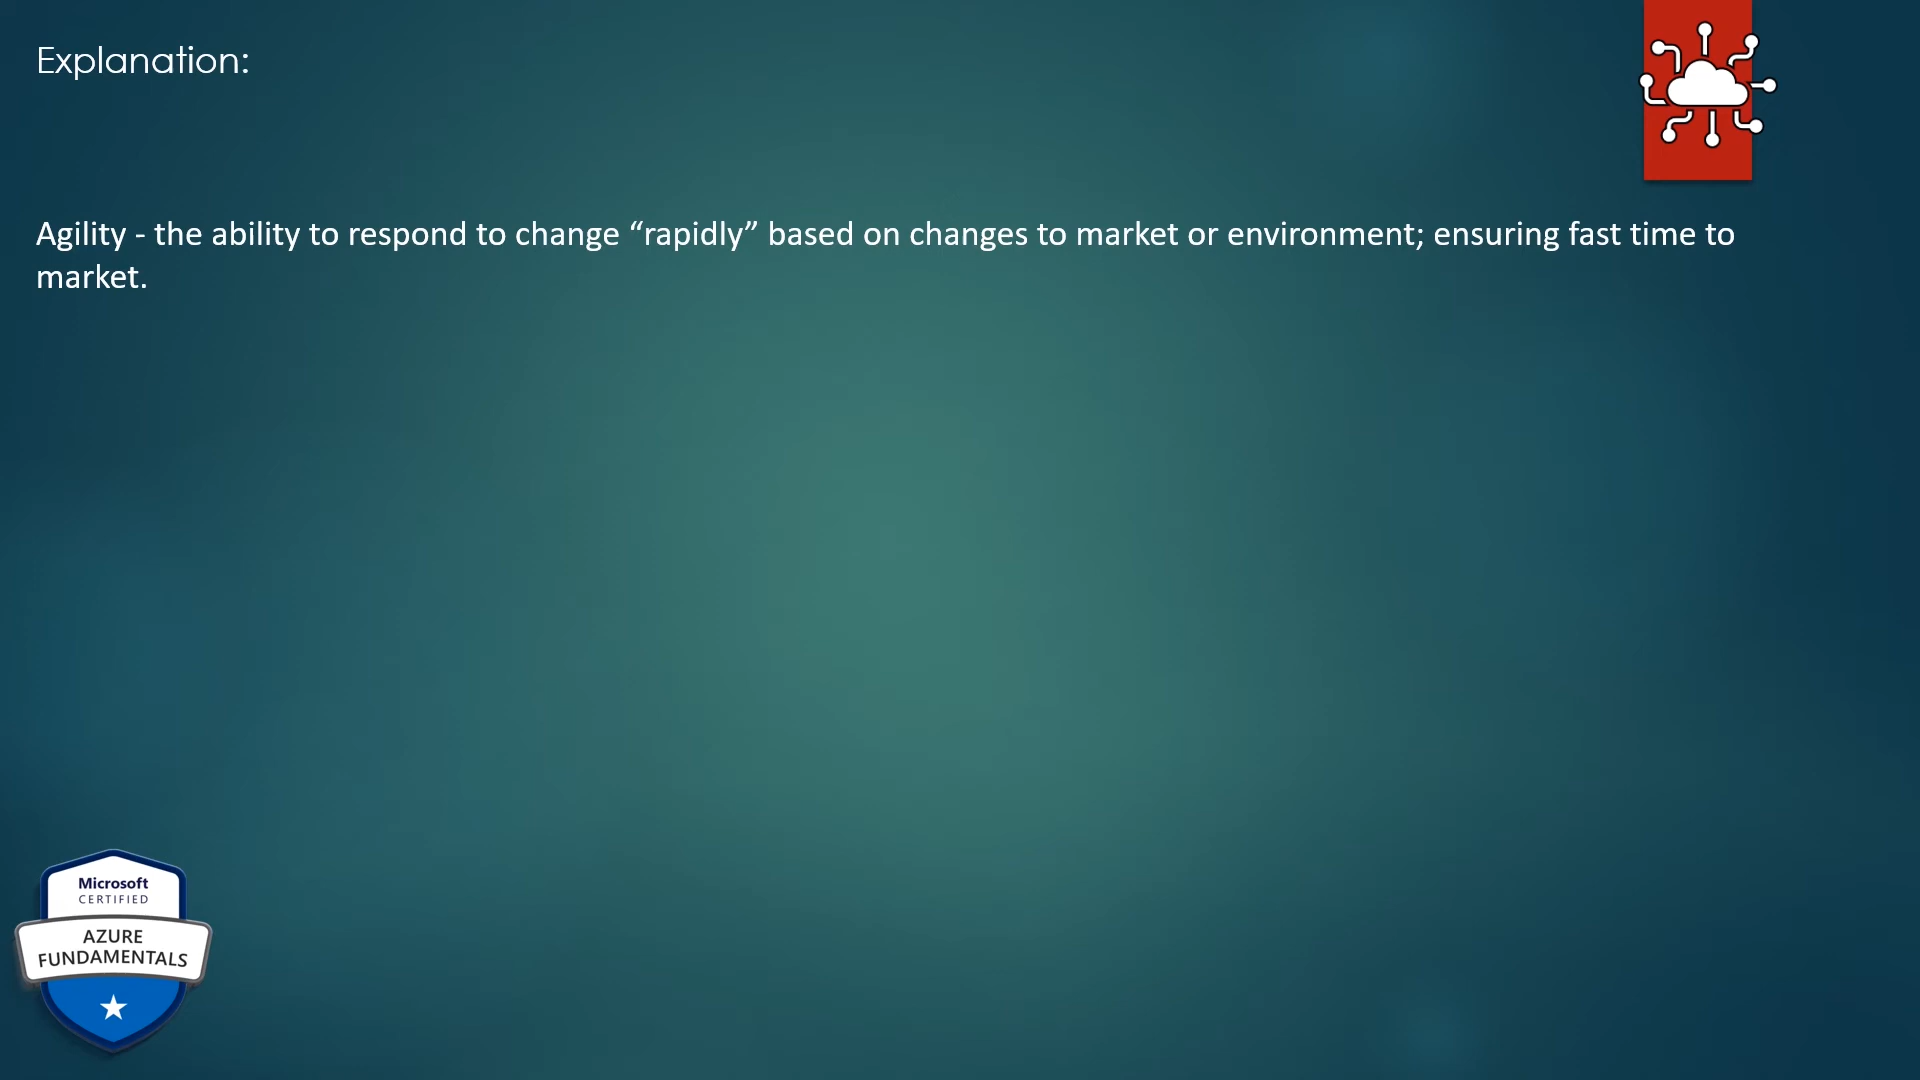 Explanation:
Agility - the ability to respond to change “rapidly” based on changes to market or environment; ensuring fast time to
market.
Microsoft
CERTIFIED
AZURE
FUNDAMENTALS